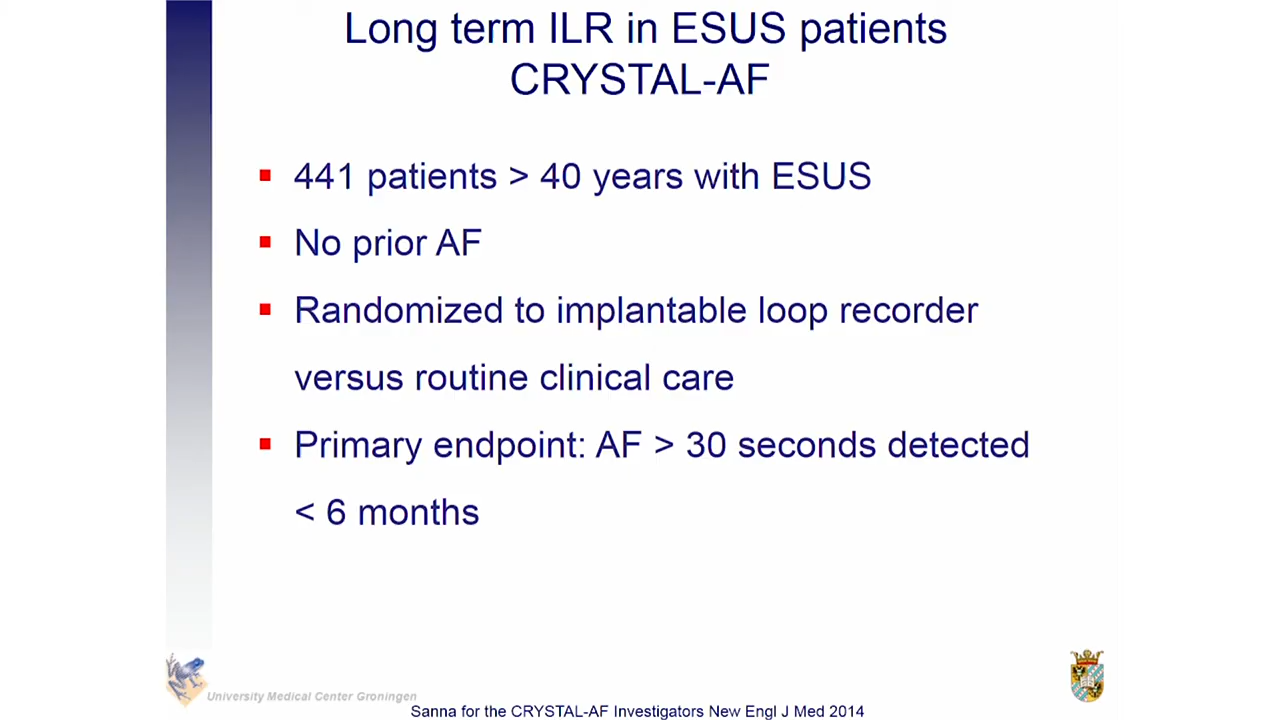 Long term ILR in ESUS patients
CRYSTAL-AF
441 patients > 40 years with ESUS
No prior AF
Randomized to implantable loop recorder
versus routine clinical care
Primary endpoint: AF > 30 seconds detected
< 6 months
University Medical Center Groningen
Sanna for the CRYSTAL-AF Investigators New Engl J Med 2014